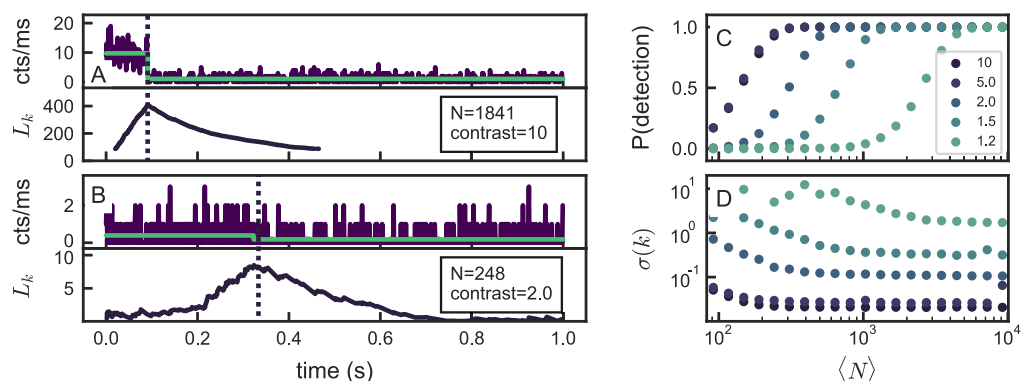 20
10
0
cts/ms
A
400
200
0
L_k
N=1841
contrast=10
2
0
cts/ms
B
10
5
L_k
N=248
contrast=2.0
0.0 0.2 0.4 0.6 0.8 1.0
time (s)
1.0
0.5
0.0
P(detection)
C
10
5.0
2.0
1.5
1.2
10^1
10^0
10^-1
σ(k)
D
10^2 10^3 10^4
⟨N⟩